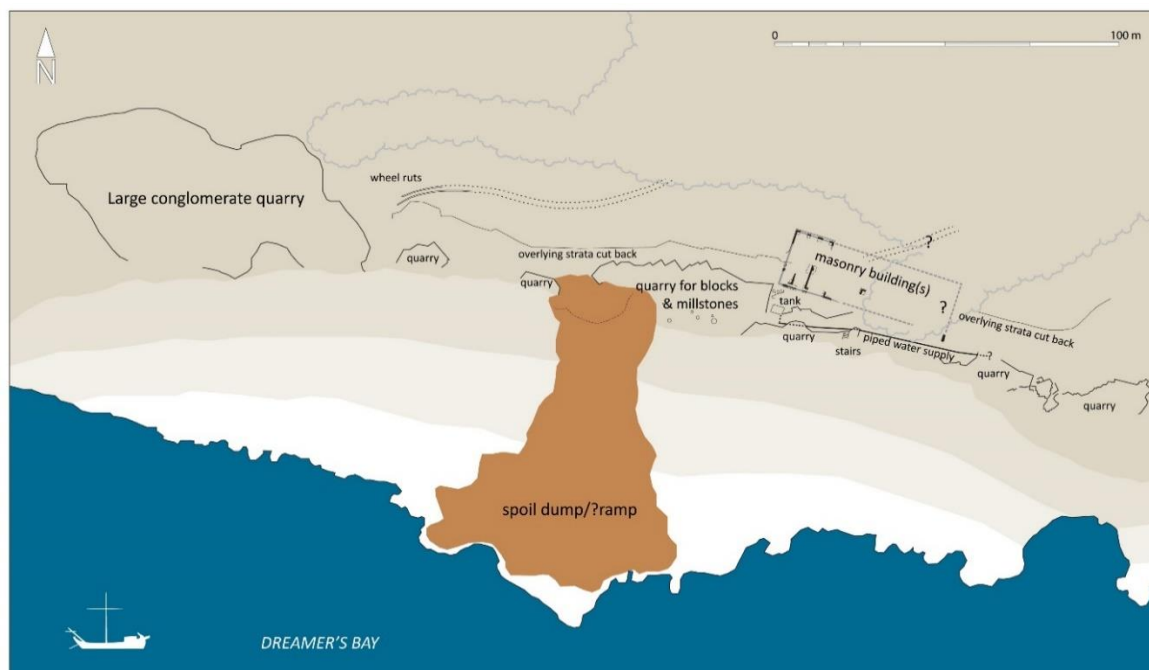 N
0
100 m
Large conglomerate quarry
wheel ruts
quarry
overlying strata cut back
quarry
quarry for blocks
& millstones
?
masonry building(s)
?
tank
overlying strata cut back
quarry
stairs
piped water supply
?
quarry
quarry
spoil dump/?ramp
DREAMER'S BAY